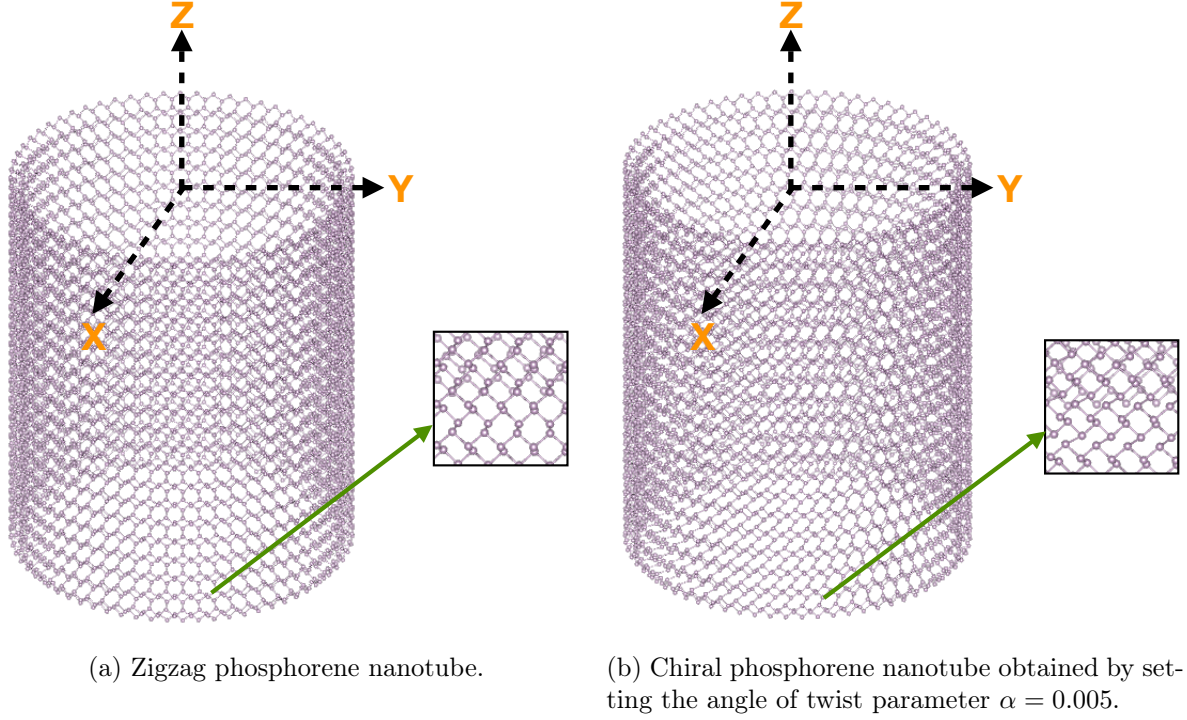 Z
Y
X
Z
Y
X
(a) Zigzag phosphorene nanotube.
(b) Chiral phosphorene nanotube obtained by set-
ting the angle of twist parameter α = 0.005.